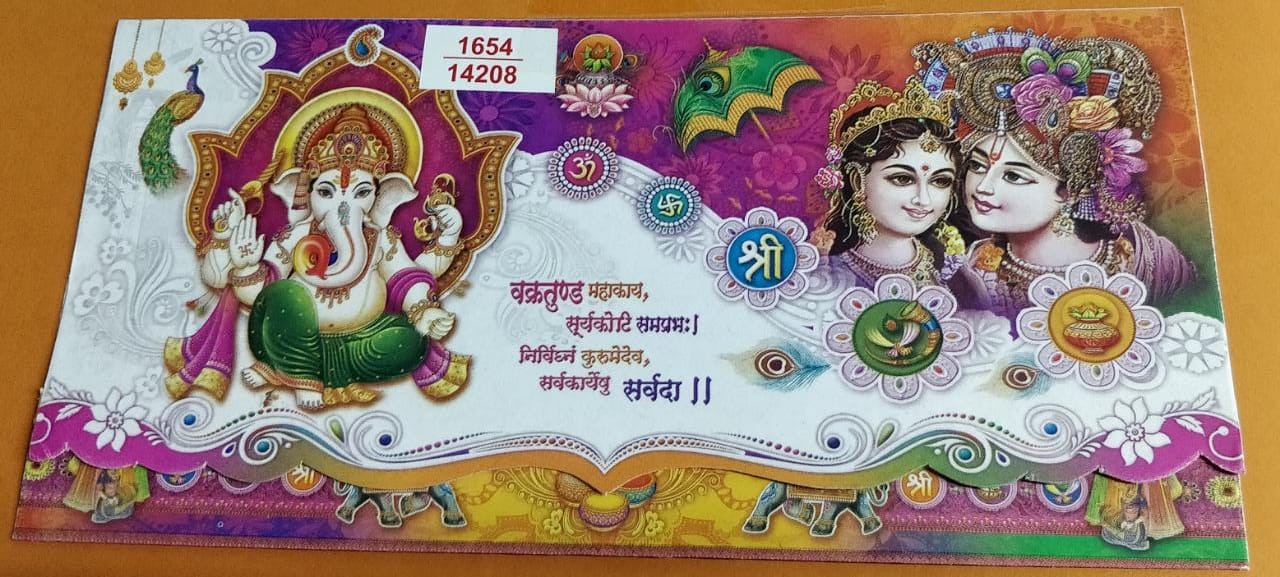 1654
14208
ॐ
श्री
वक्रतुण्ड महाकाय,
सूर्यकोटि समप्रभः।
निर्विघ्नं कुरुमेदेव,
सर्वकार्येषु सर्वदा ||
श्री
श्री